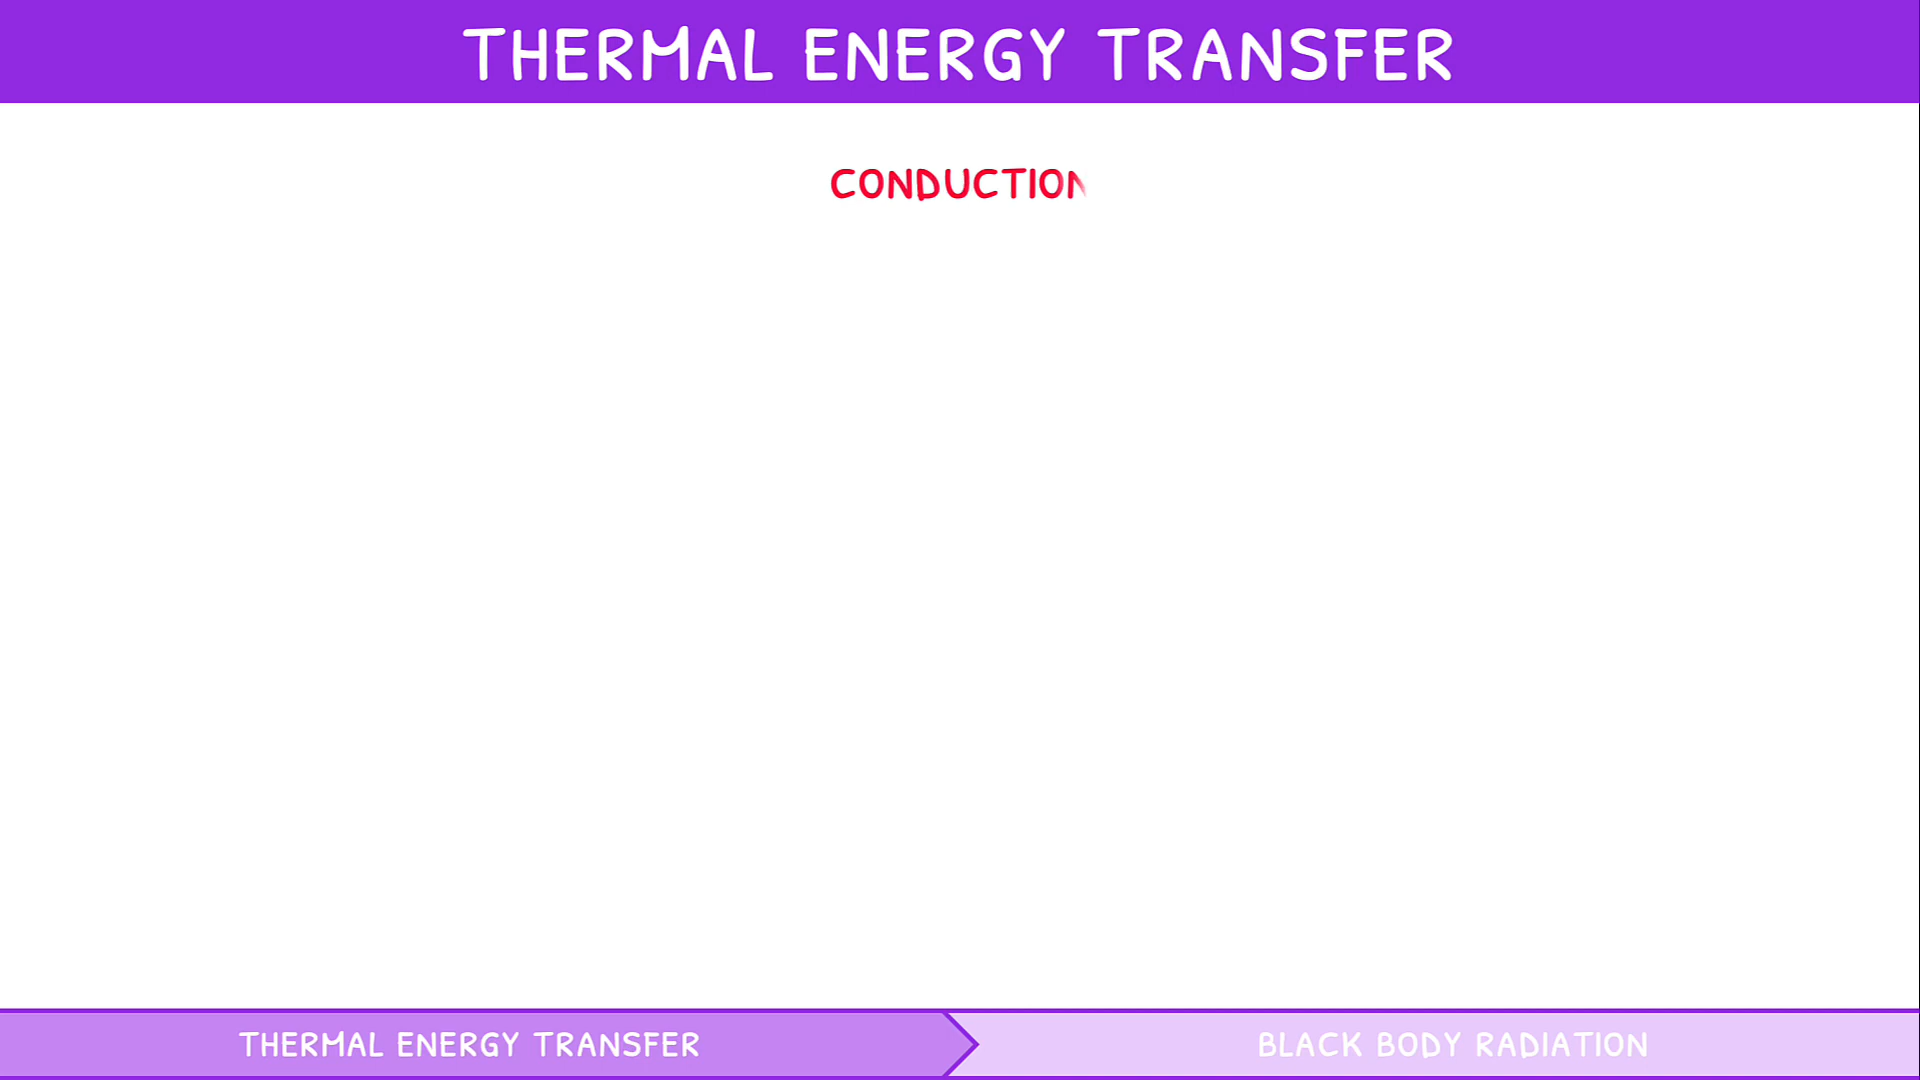 THERMAL ENERGY TRANSFER
CONDUCTION
THERMAL ENERGY TRANSFER
BLACK BODY RADIATION